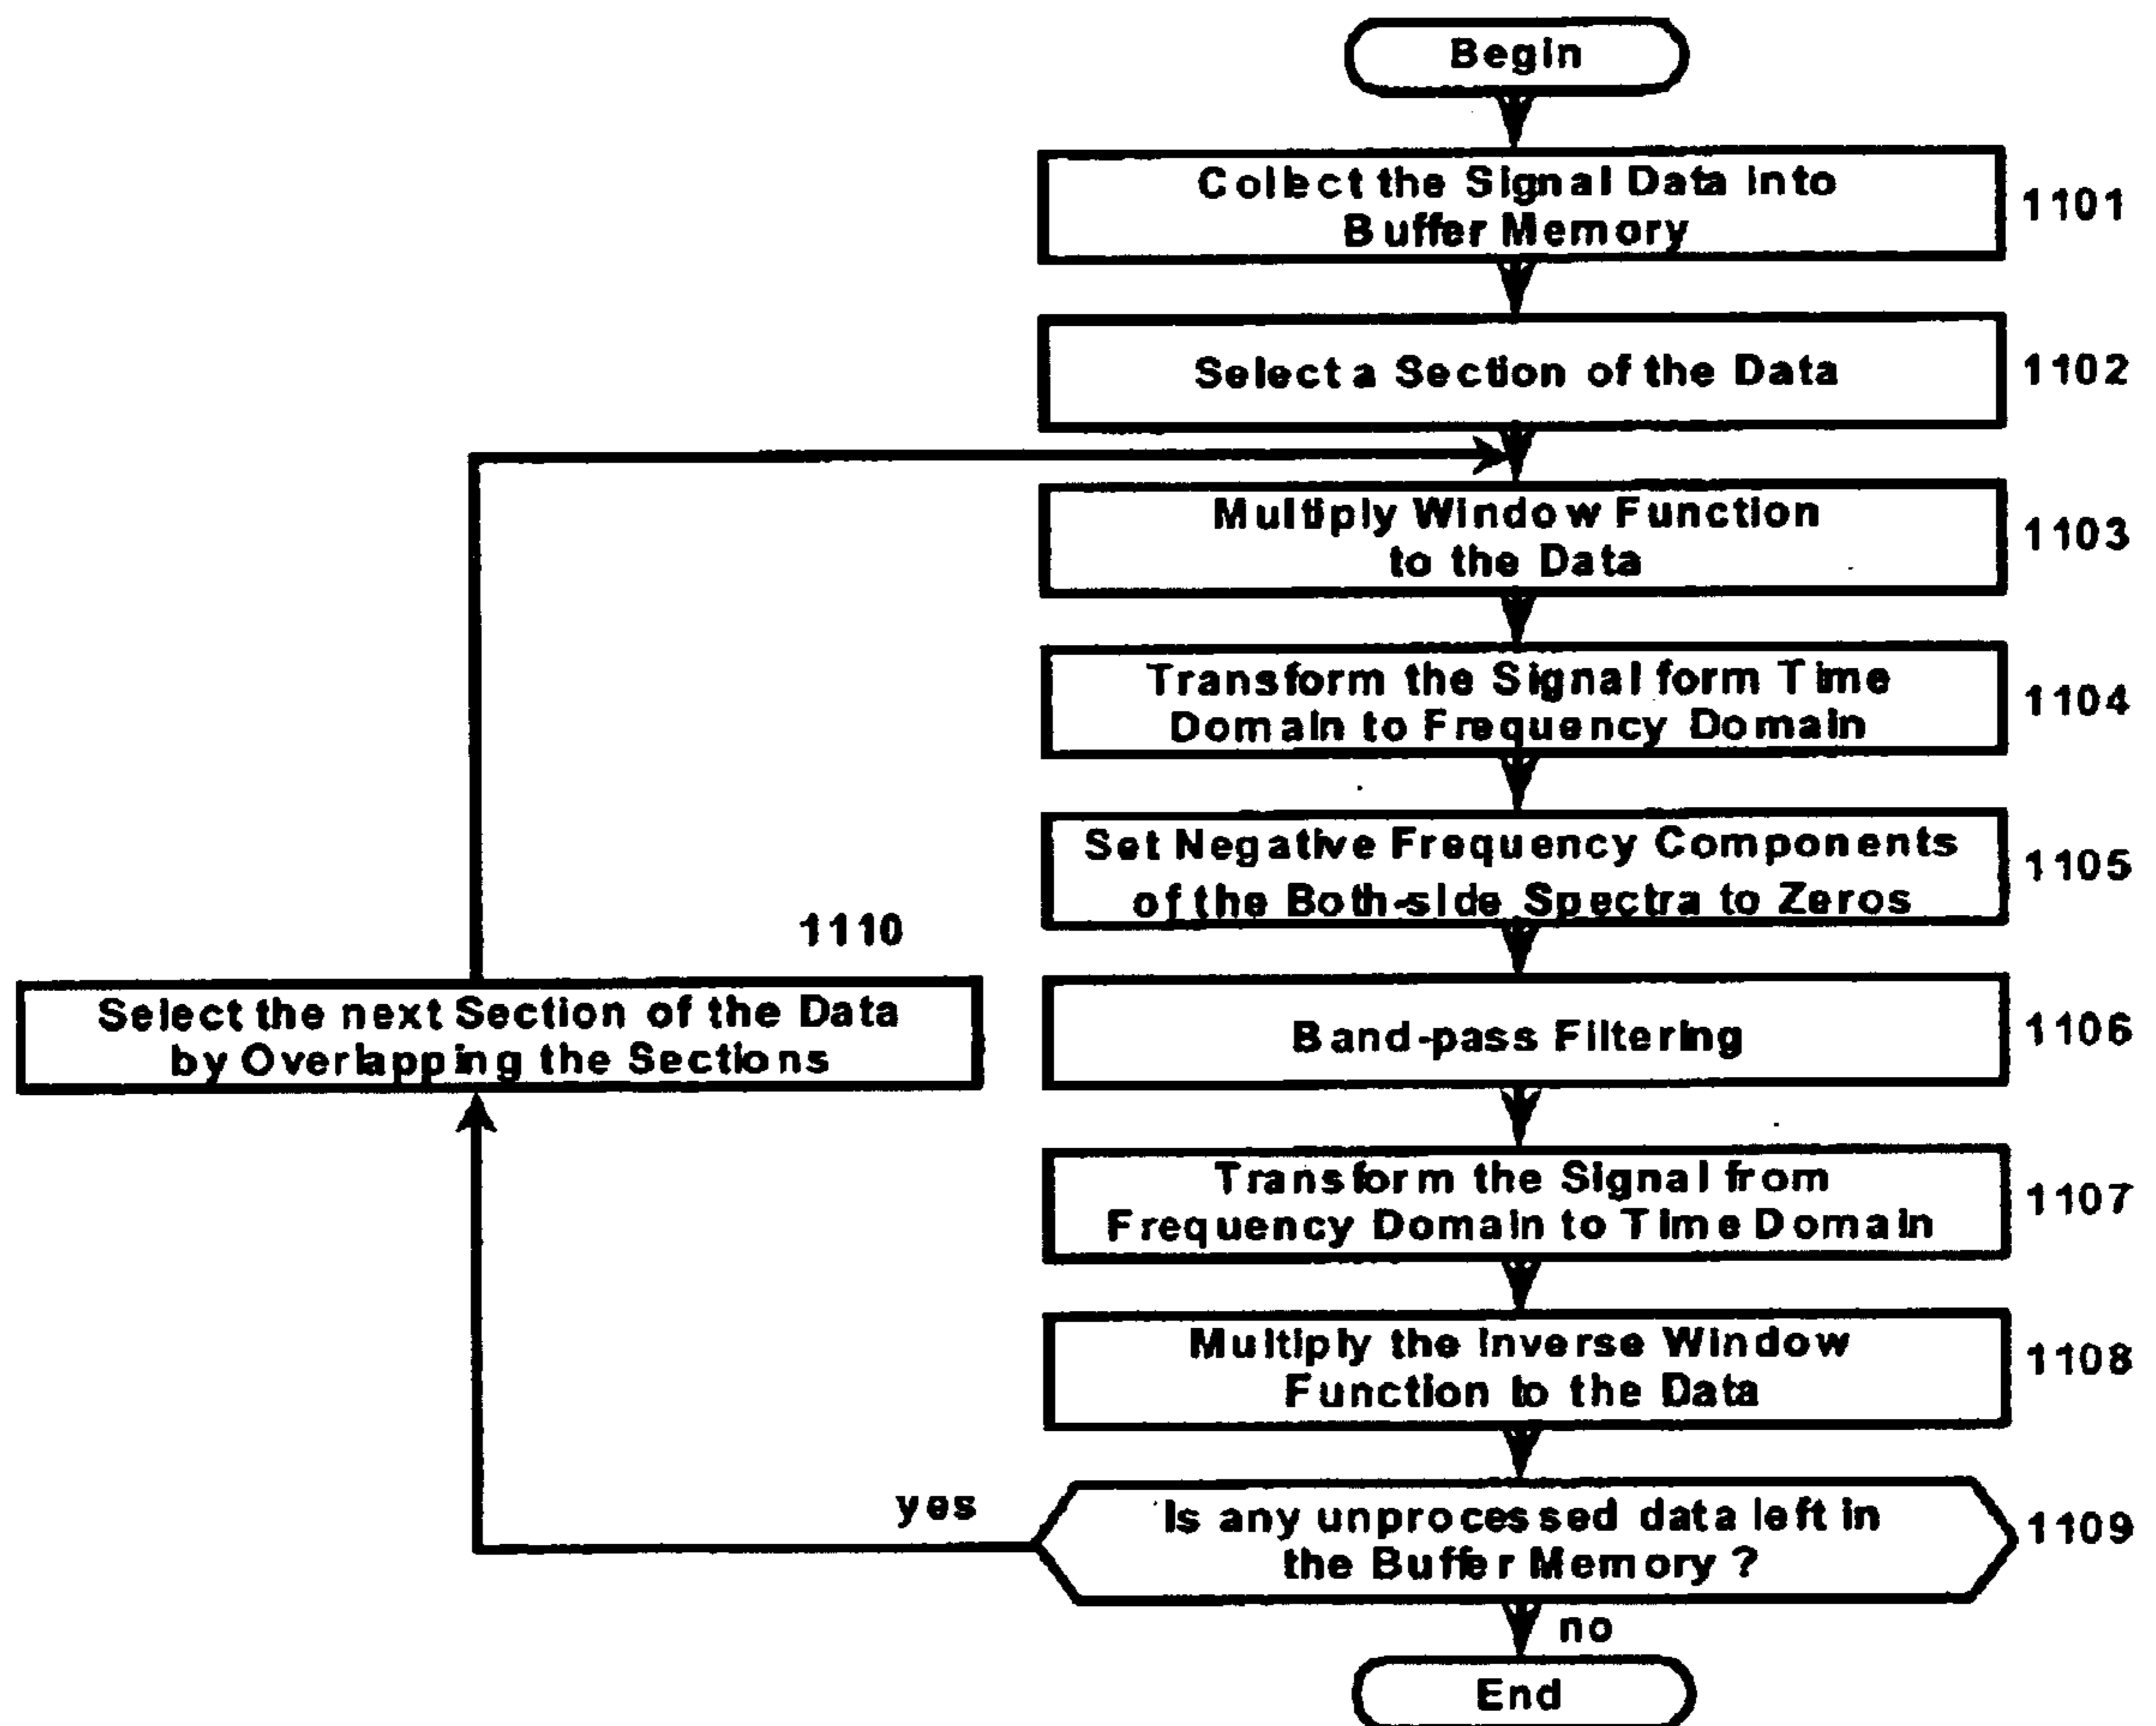 Begin
Collect the Signal Data into
Buffer Memory
1101
Select a Section of the Data
1102
Multiply Window Function
to the Data
1103
Transform the Signal form Time
Domain to Frequency Domain
1104
Set Negative Frequency Components
of the Both-side Spectra to Zeros
1105
1110
Select the next Section of the Data
by Overlapping the Sections
Band-pass Filtering
1106
Transform the Signal from
Frequency Domain to Time Domain
1107
Multiply the Inverse Window
Function to the Data
1108
yes
Is any unprocessed data left in
the Buffer Memory ?
1109
no
End